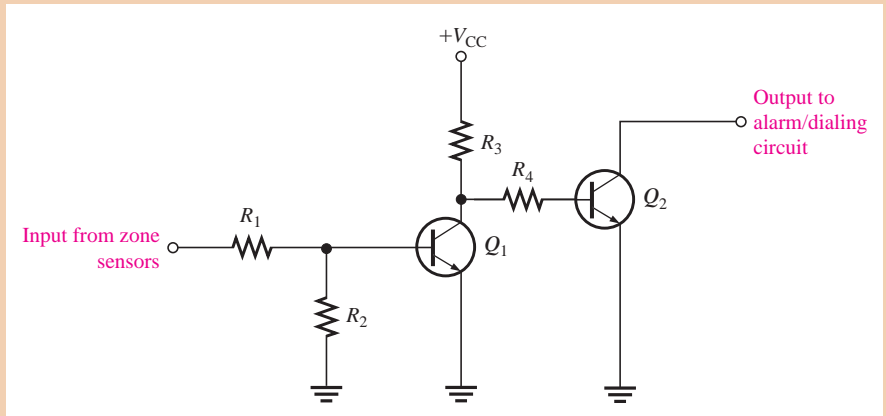 +VCC
Output to
alarm/dialing
circuit
R3
R4
Q2
R1
Input from zone
sensors
Q1
R2